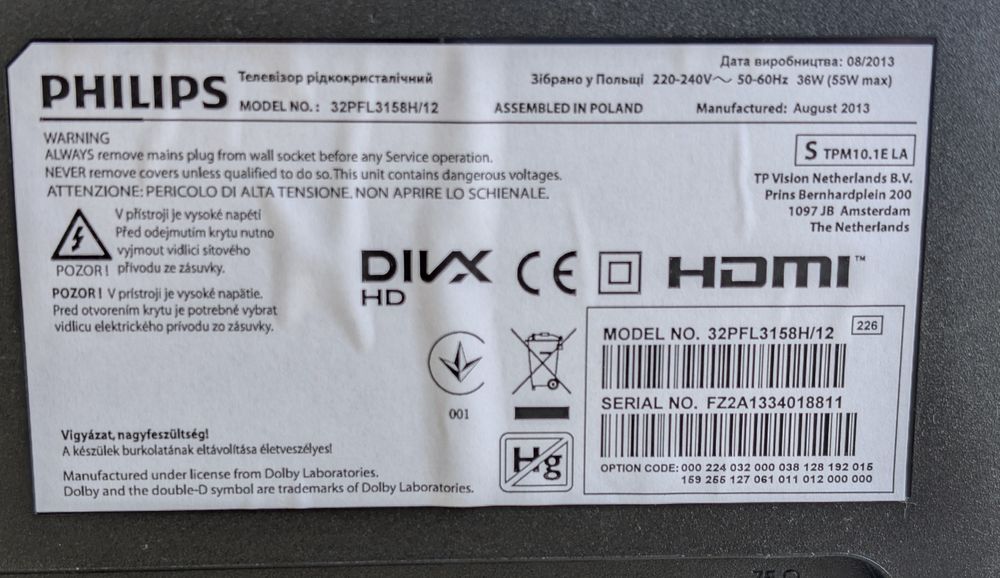 Дата виробництва: 08/2013
PHILIPS
Телевізор рідкокристалічний
Зібрано у Польщі 220-240V~ 50-60Hz 36W (55W max)
MODEL NO.: 32PFL3158H/12
ASSEMBLED IN POLAND
Manufactured: August 2013
WARNING
ALWAYS remove mains plug from wall socket before any Service operation.
NEVER remove covers unless qualified to do so. This unit contains dangerous voltages.
ATTENZIONE: PERICOLO DI ALTA TENSIONE. NON APRIRE LO SCHIENALE.
S TPM10.1E LA
TP Vision Netherlands B.V.
Prins Bernhardplein 200
1097 JB Amsterdam
The Netherlands
V přístroji je vysoké napětí
Před odejmutím krytu nutno
vyjmout vidlici síťového
POZOR! přívodu ze zásuvky.
POZOR! V prístroji je vysoké napätie.
Pred otvorením krytu je potrebné vybrat
vidlicu elektrického prívodu zo zásuvky.
DIVX
HD
CE
HDMI™
MODEL NO. 32PFL3158H/12
226
SERIAL NO. FZ2A1334018811
OPTION CODE: 000 224 032 000 038 128 192 015
159 255 127 061 011 012 000 000
001
Hg
Vigyázat, nagyfeszültség!
A készülek burkolatának eltávolítása életveszélyes!
Manufactured under license from Dolby Laboratories.
Dolby and the double-D symbol are trademarks of Dolby Laboratories.